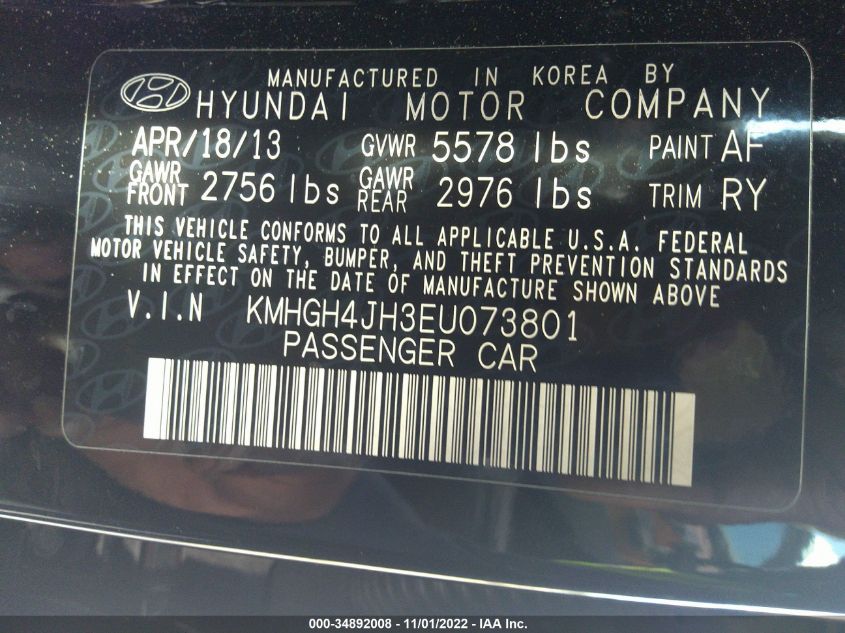 MANUFACTURED IN KOREA BY
HYUNDAI MOTOR COMPANY
APR/18/13 GVWR 5578 lbs PAINT AF
GAWR FRONT 2756 lbs GAWR REAR 2976 lbs TRIM RY
THIS VEHICLE CONFORMS TO ALL APPLICABLE U.S.A. FEDERAL
MOTOR VEHICLE SAFETY, BUMPER, AND THEFT PREVENTION STANDARDS
IN EFFECT ON THE DATE OF MANUFACTURE SHOWN ABOVE
V.I.N KMHGH4JH3EU073801
PASSENGER CAR
000-34892008 - 11/01/2022 - IAA Inc.